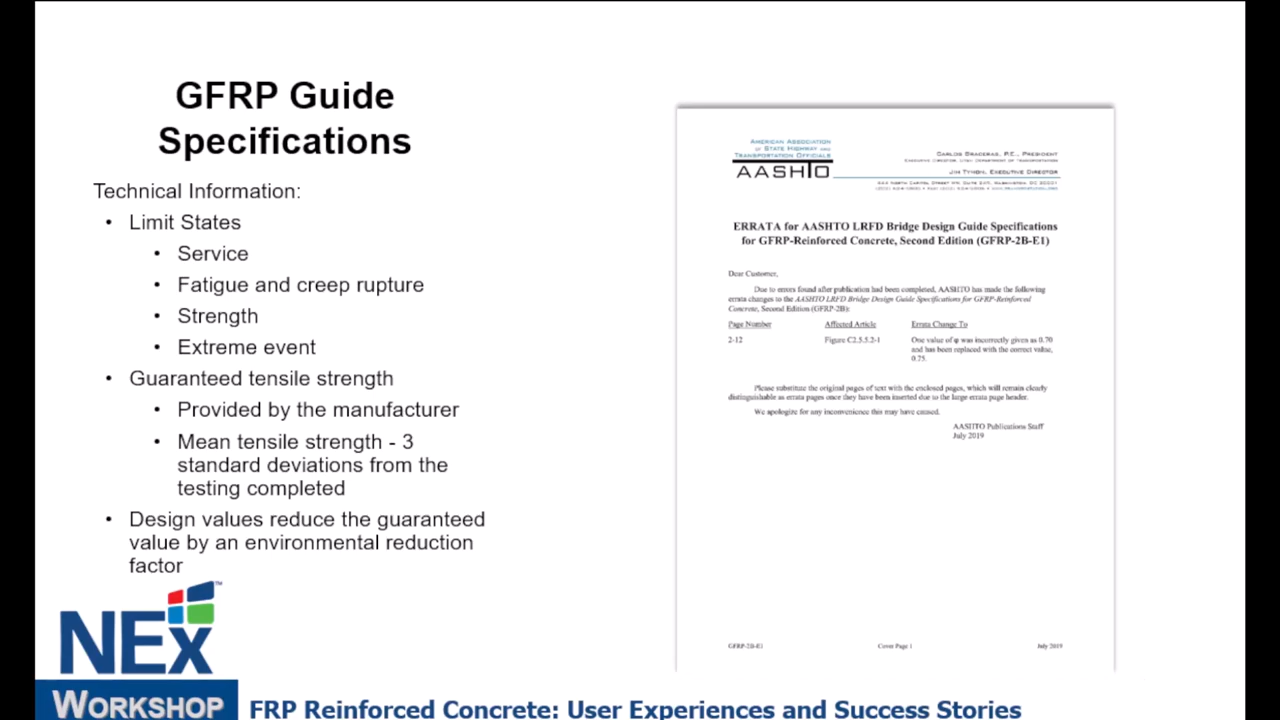 GFRP Guide
Specifications
Technical Information:
• Limit States
• Service
• Fatigue and creep rupture
• Strength
• Extreme event
• Guaranteed tensile strength
• Provided by the manufacturer
• Mean tensile strength - 3
standard deviations from the
testing completed
• Design values reduce the guaranteed
value by an environmental reduction
factor
AMERICAN ASSOCIATION
OF STATE HIGHWAY AND
TRANSPORTATION OFFICIALS
AASHTO
CARLOS BRACERAS, P.E., PRESIDENT
EXECUTIVE DIRECTOR, UTAH DEPARTMENT OF TRANSPORTATION
JIM TYMON, EXECUTIVE DIRECTOR
ERRATA for AASHTO LRFD Bridge Design Guide Specifications
for GFRP-Reinforced Concrete, Second Edition (GFRP-2B-E1)
Dear Customer,
Due to errors found after publication had been completed, AASHTO has made the following
errata changes to the AASHTO LRFD Bridge Design Guide Specifications for GFRP-Reinforced
Concrete, Second Edition (GFRP-2B):
Page Number Affected Article Errata Change To
2-12 Figure C2.5.5.2-1 One value of φ was incorrectly given as 0.70
and has been replaced with the correct value,
0.75.
Please substitute the original pages of text with the enclosed pages, which will remain clearly
distinguishable as errata pages once they have been inserted due to the large errata page header.
We apologize for any inconvenience this may have caused.
AASHTO Publications Staff
July 2019
GFRP-2B-E1 Cover Page 1 July 2019
NEx™
WORKSHOP
FRP Reinforced Concrete: User Experiences and Success Stories